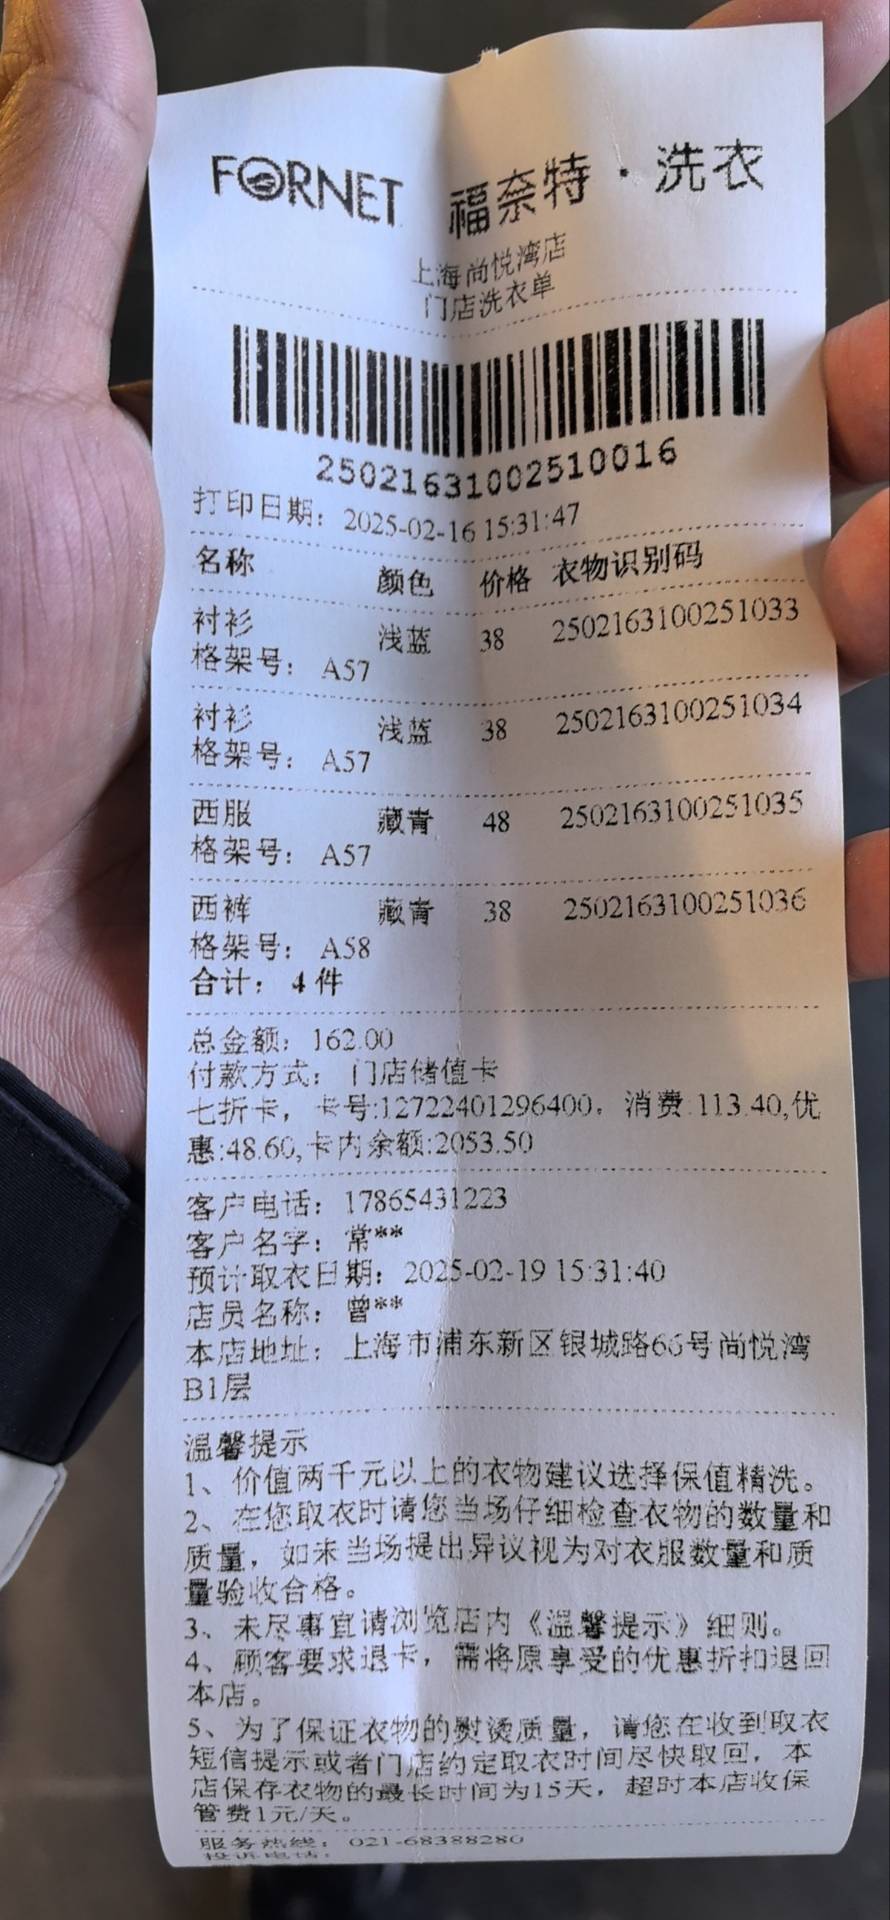 FORNET 福奈特·洗衣
上海尚悦湾店
门店洗衣单
25021631002510016
打印日期： 2025-02-16 15:31:47
名称 颜色 价格 衣物识别码
衬衫 浅蓝 38 2502163100251033
格架号： A57
衬衫 浅蓝 38 2502163100251034
格架号： A57
西服 藏青 48 2502163100251035
格架号： A57
西裤 藏青 38 2502163100251036
格架号： A58
合计： 4件
总金额：162.00
付款方式： 门店储值卡
七折卡，卡号:12722401296400，消费:113.40,优
惠:48.60,卡内余额:2053.50
客户电话：17865431223
客户名字：常**
预计取衣日期：2025-02-19 15:31:40
店员名称：曾**
本店地址：上海市浦东新区银城路66号尚悦湾
B1层
温馨提示
1、价值两千元以上的衣物建议选择保值精洗。
2、在您取衣时请您当场仔细检查衣物的数量和
质量，如未当场提出异议视为对衣服数量和质
量验收合格。
3、未尽事宜请浏览店内《温馨提示》细则。
4、顾客要求退卡，需将原享受的优惠折扣退回
本店。
5、为了保证衣物的熨烫质量，请您在收到取衣
短信提示或者门店约定取衣时间尽快取回，本
店保存衣物的最长时间为15天，超时本店收保
管费1元/天。
服务热线：021-68388280
投诉电话：